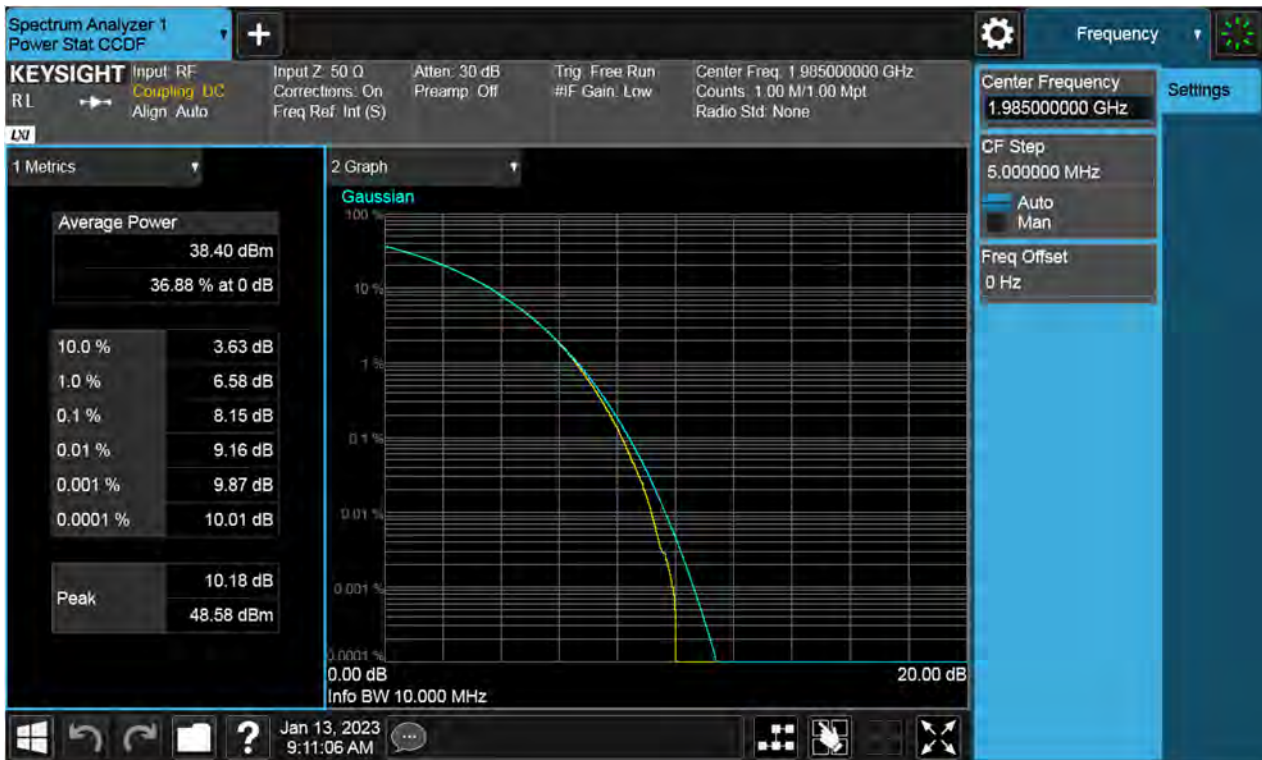 Spectrum Analyzer 1
Power Stat CCDF
+
Frequency
KEYSIGHT
RL
LXI
Input: RF
Coupling: DC
Align: Auto
Input Z: 50 Ω
Corrections: On
Freq Ref: Int (S)
Atten: 30 dB
Preamp: Off
Trig: Free Run
#IF Gain: Low
Center Freq: 1.985000000 GHz
Counts: 1.00 M/1.00 Mpt
Radio Std: None
Center Frequency
1.985000000 GHz
Settings
CF Step
5.000000 MHz
Auto
Man
Freq Offset
0 Hz
1 Metrics
Average Power
38.40 dBm
36.88 % at 0 dB
10.0 % 3.63 dB
1.0 % 6.58 dB
0.1 % 8.15 dB
0.01 % 9.16 dB
0.001 % 9.87 dB
0.0001 % 10.01 dB
Peak
10.18 dB
48.58 dBm
2 Graph
Gaussian
100 %
10 %
1 %
0.1 %
0.01 %
0.001 %
0.0001 %
0.00 dB 20.00 dB
Info BW 10.000 MHz
?
Jan 13, 2023
9:11:06 AM